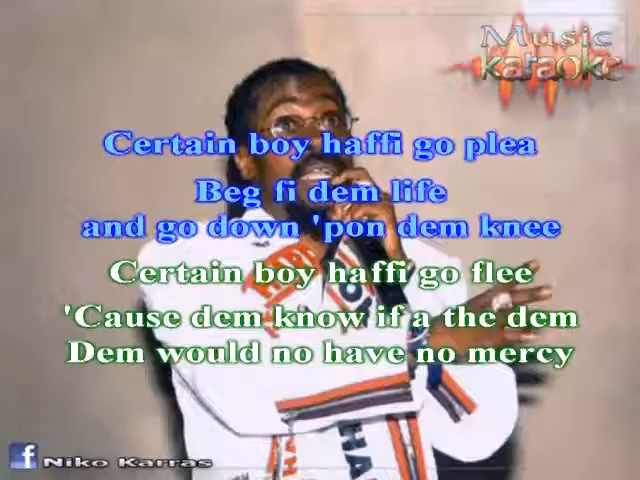 Music
karaoke
Certain boy haffi go plea
Beg fi dem life
and go down 'pon dem knee
Certain boy haffi go flee
'Cause dem know if a the dem
Dem would no have no mercy
f Niko Karras